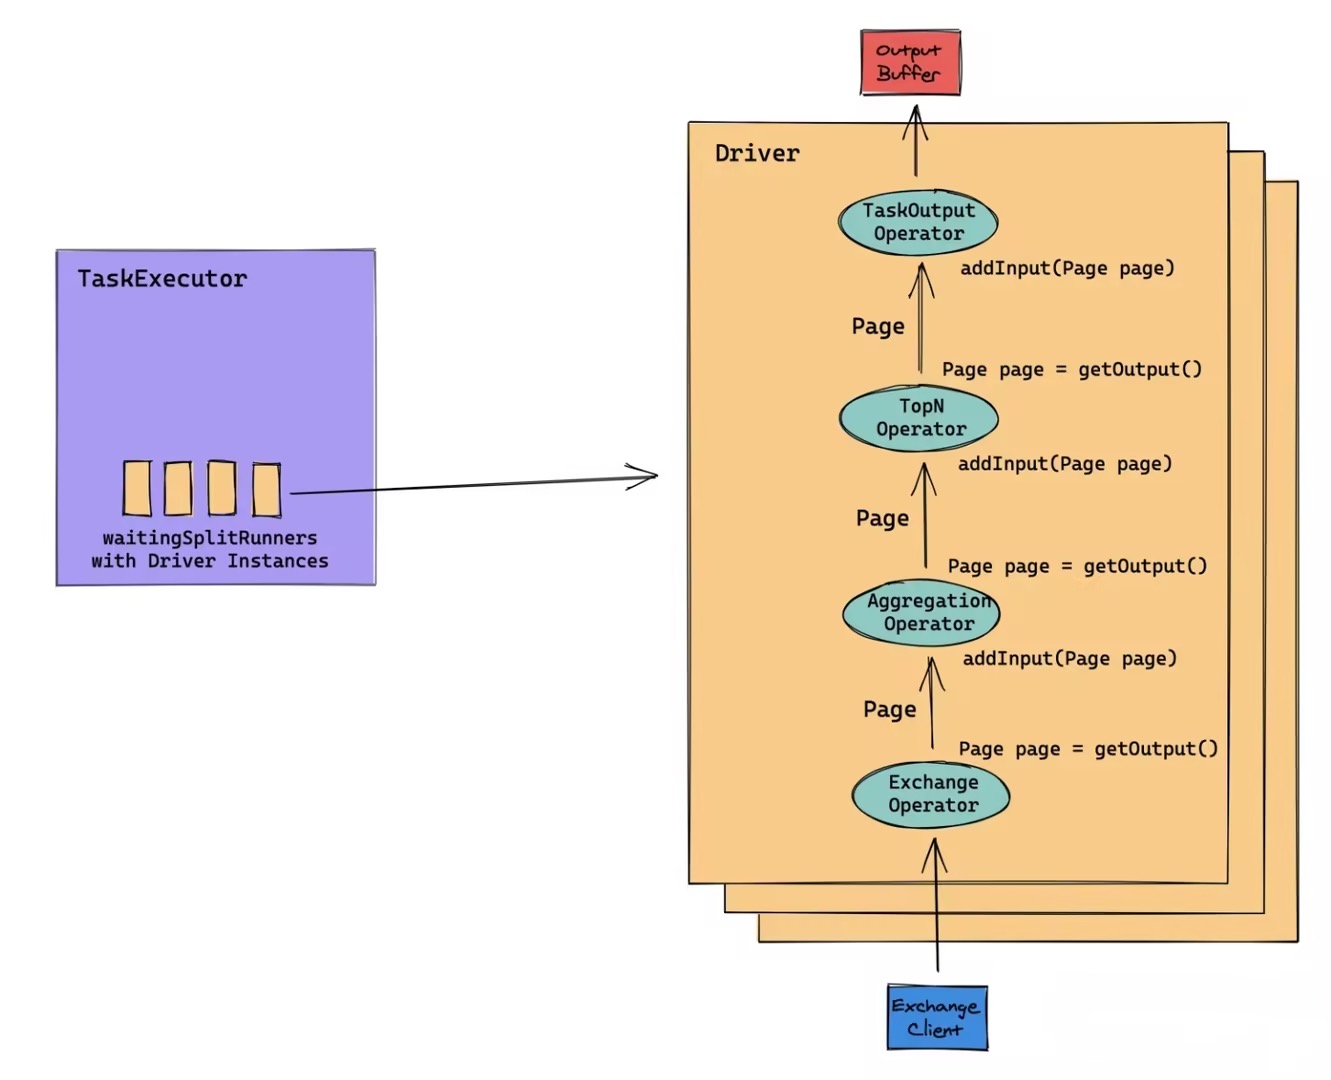 Output
Buffer
Driver
TaskOutput
Operator
addInput(Page page)
Page
Page page = getOutput()
TopN
Operator
addInput(Page page)
Page
Page page = getOutput()
Aggregation
Operator
addInput(Page page)
Page
Page page = getOutput()
Exchange
Operator
Exchange
Client
TaskExecutor
waitingSplitRunners
with Driver Instances